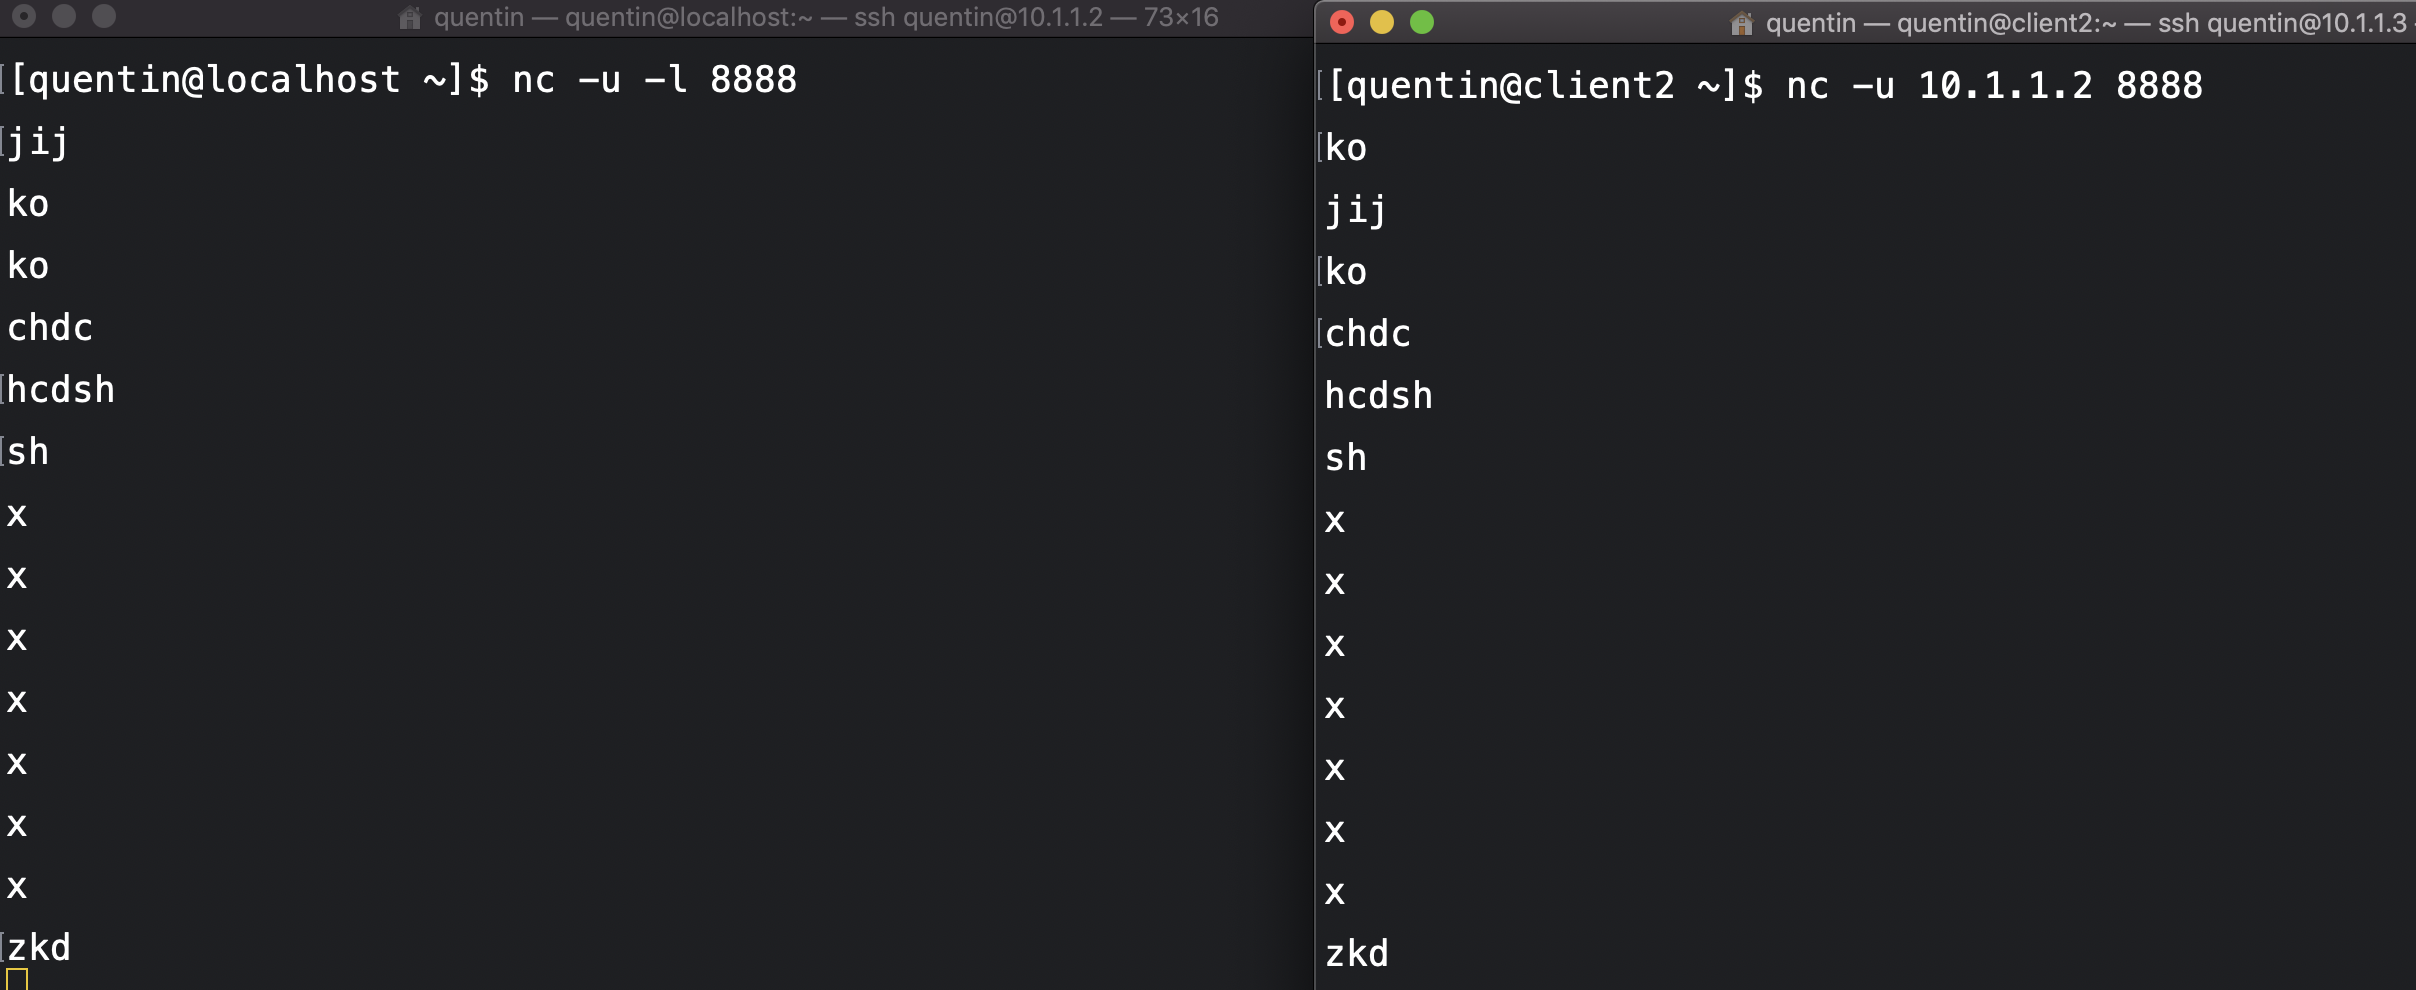 quentin — quentin@localhost:~ — ssh quentin@10.1.1.2 — 73×16
[quentin@localhost ~]$ nc -u -l 8888
jij
ko
ko
chdc
hcdsh
sh
x
x
x
x
x
x
x
zkd
quentin — quentin@client2:~ — ssh quentin@10.1.1.3
[quentin@client2 ~]$ nc -u 10.1.1.2 8888
ko
jij
ko
chdc
hcdsh
sh
x
x
x
x
x
x
x
zkd